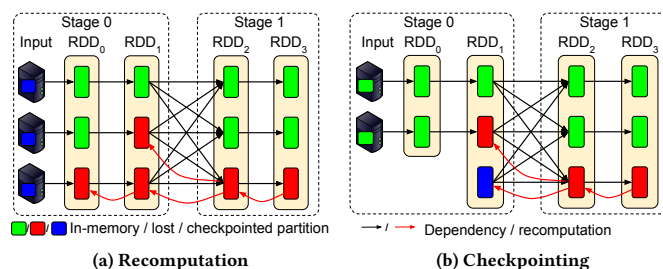 Stage 0
Stage 1
Input
RDD0
RDD1
RDD2
RDD3
Stage 0
Stage 1
Input
RDD0
RDD1
RDD2
RDD3
/ / In-memory / lost / checkpointed partition
/ Dependency / recomputation
(a) Recomputation
(b) Checkpointing